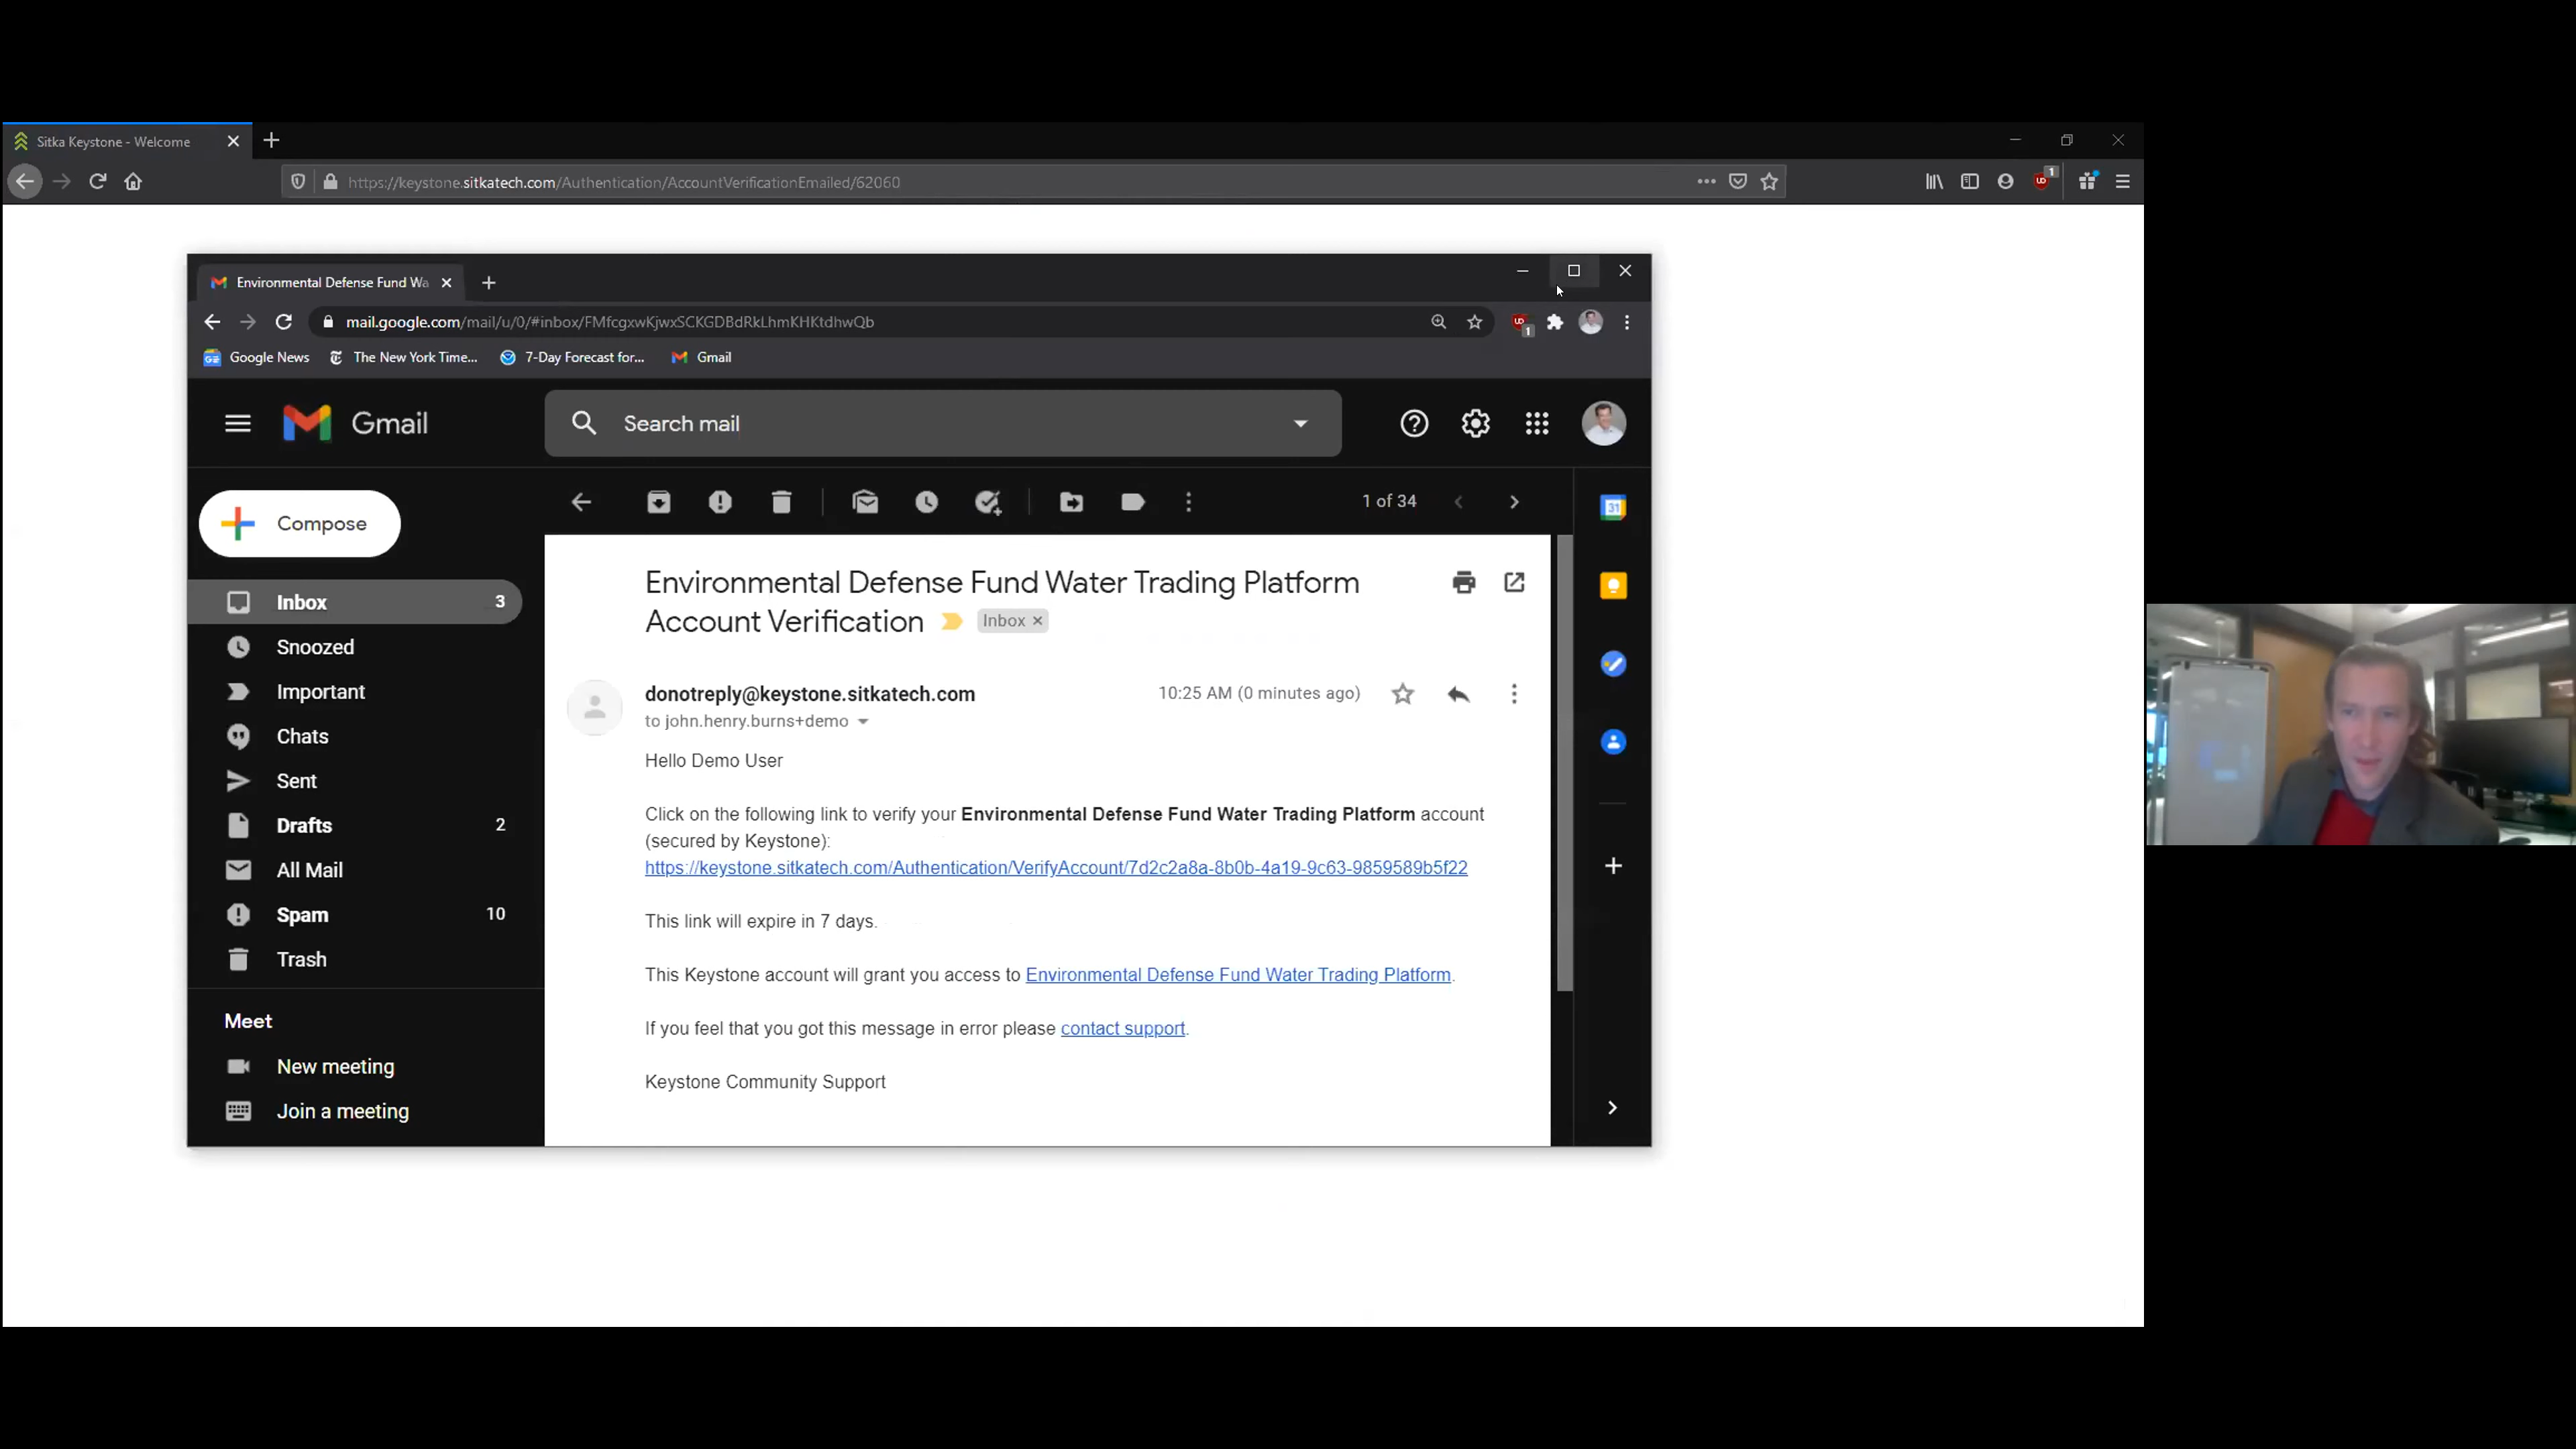 Sitka Keystone - Welcome
https://keystone.sitkatech.com/Authentication/AccountVerificationEmailed/62060
1
Environmental Defense Fund Wa
mail.google.com/mail/u/0/#inbox/FMfcgxwKjwxSCKGDBdRkLhmKHKtdhwQb
1
Google News
The New York Time...
7-Day Forecast for...
Gmail
Gmail
Search mail
Compose
1 of 34
31
Inbox 3
Snoozed
Important
Chats
Sent
Drafts 2
All Mail
Spam 10
Trash
Meet
New meeting
Join a meeting
Environmental Defense Fund Water Trading Platform
Account Verification
Inbox
donotreply@keystone.sitkatech.com
10:25 AM (0 minutes ago)
to john.henry.burns+demo
Hello Demo User
Click on the following link to verify your Environmental Defense Fund Water Trading Platform account
(secured by Keystone):
https://keystone.sitkatech.com/Authentication/VerifyAccount/7d2c2a8a-8b0b-4a19-9c63-9859589b5f22
This link will expire in 7 days.
This Keystone account will grant you access to Environmental Defense Fund Water Trading Platform.
If you feel that you got this message in error please contact support.
Keystone Community Support